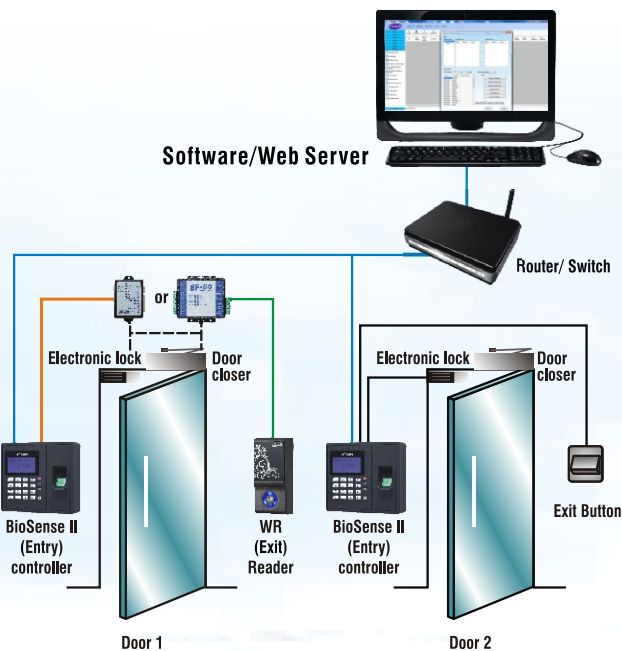 Software/Web Server
Router/ Switch
or
Electronic lock
Door
closer
Electronic lock
Door
closer
BioSense II
(Entry)
controller
WR
(Exit)
Reader
BioSense II
(Entry)
controller
Exit Button
Door 1
Door 2